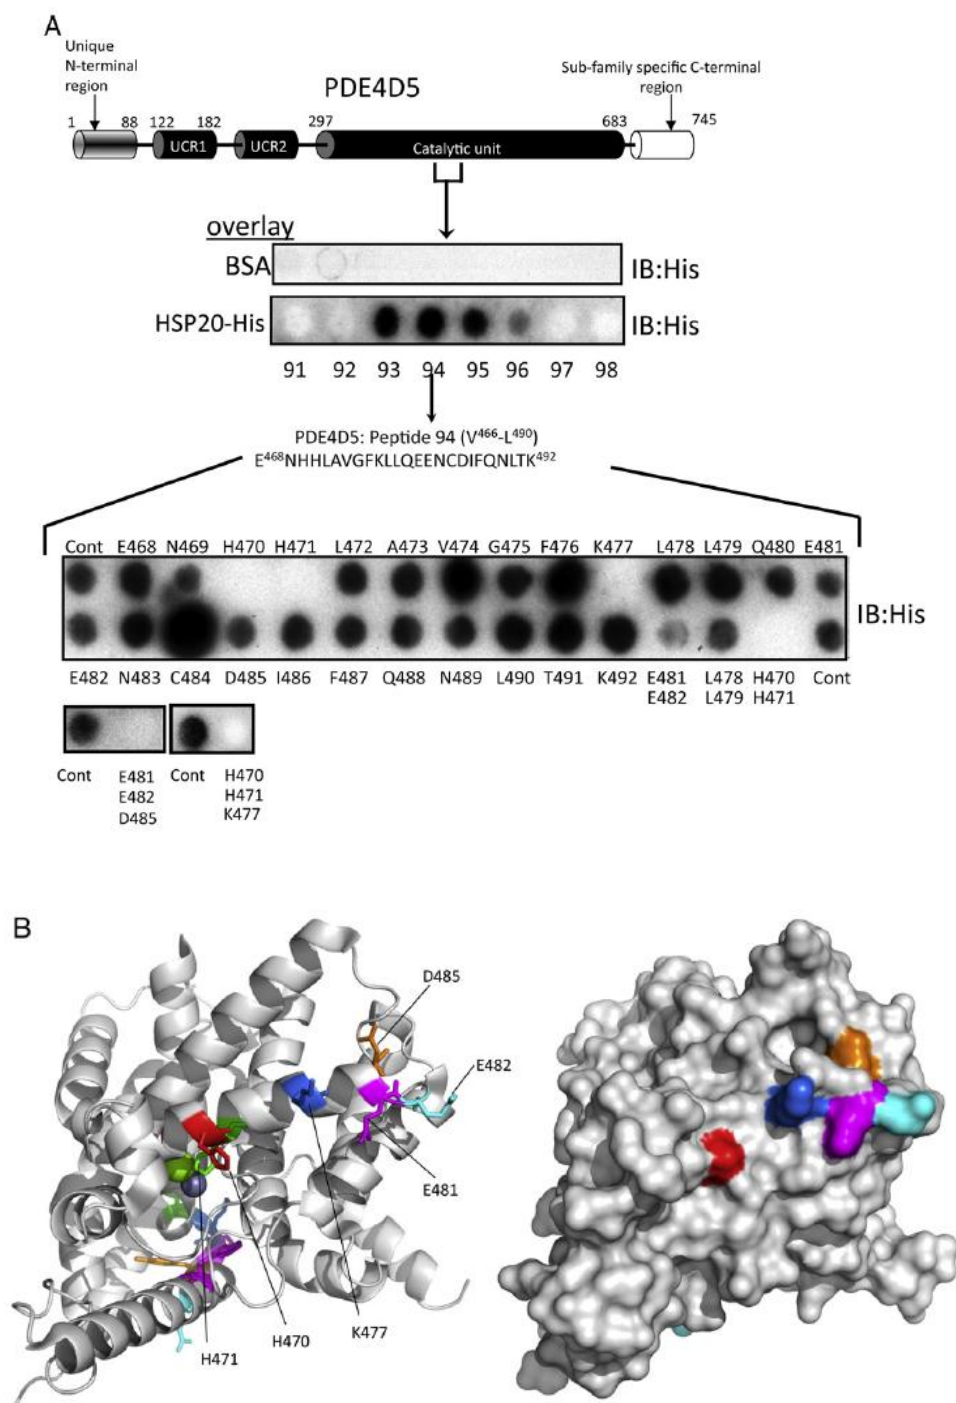 A
Unique
N-terminal
region
PDE4D5
Sub-family specific C-terminal
region
1 88 122 182 297 683 745
UCR1 UCR2 Catalytic unit
overlay
BSA IB:His
HSP20-His IB:His
91 92 93 94 95 96 97 98
PDE4D5: Peptide 94 (V466-L490)
E468NHHLAVGFKLLQEENCDIFQNLTK492
Cont E468 N469 H470 H471 L472 A473 V474 G475 F476 K477 L478 L479 Q480 E481
IB:His
E482 N483 C484 D485 I486 F487 Q488 N489 L490 T491 K492 E481 L478 H470 Cont
E482 L479 H471
Cont E481 Cont H470
E482 H471
D485 K477
B
D485
E482
E481
K477
H470
H471